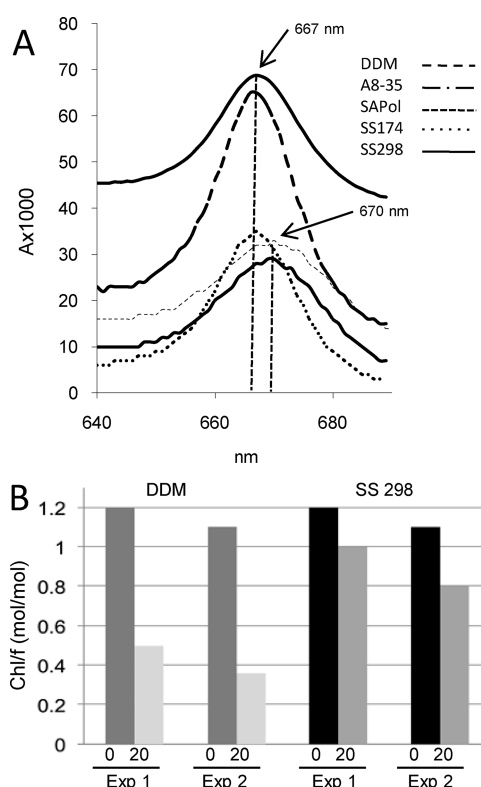 A
80
70
60
50
40
30
20
10
0
Ax1000
667 nm
670 nm
DDM
A8-35
SAPol
SS174
SS298
640 660 680
nm
B
DDM SS 298
Chl/f (mol/mol)
1.2
1
0.8
0.6
0.4
0.2
0
0 20 0 20 0 20 0 20
Exp 1 Exp 2 Exp 1 Exp 2